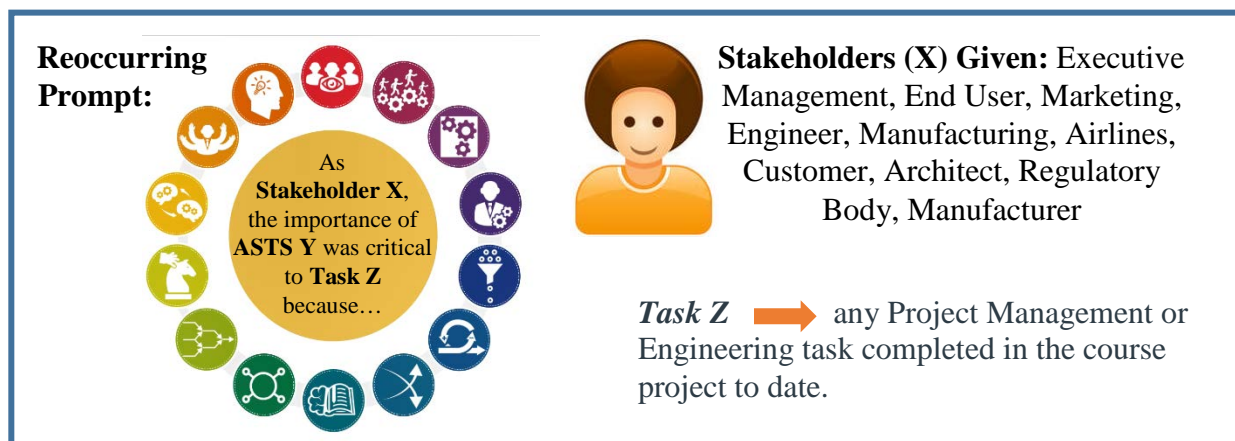 Reoccurring
Prompt:
As
Stakeholder X,
the importance of
ASTS Y was critical
to Task Z
because…
Stakeholders (X) Given: Executive
Management, End User, Marketing,
Engineer, Manufacturing, Airlines,
Customer, Architect, Regulatory
Body, Manufacturer
Task Z any Project Management or
Engineering task completed in the course
project to date.